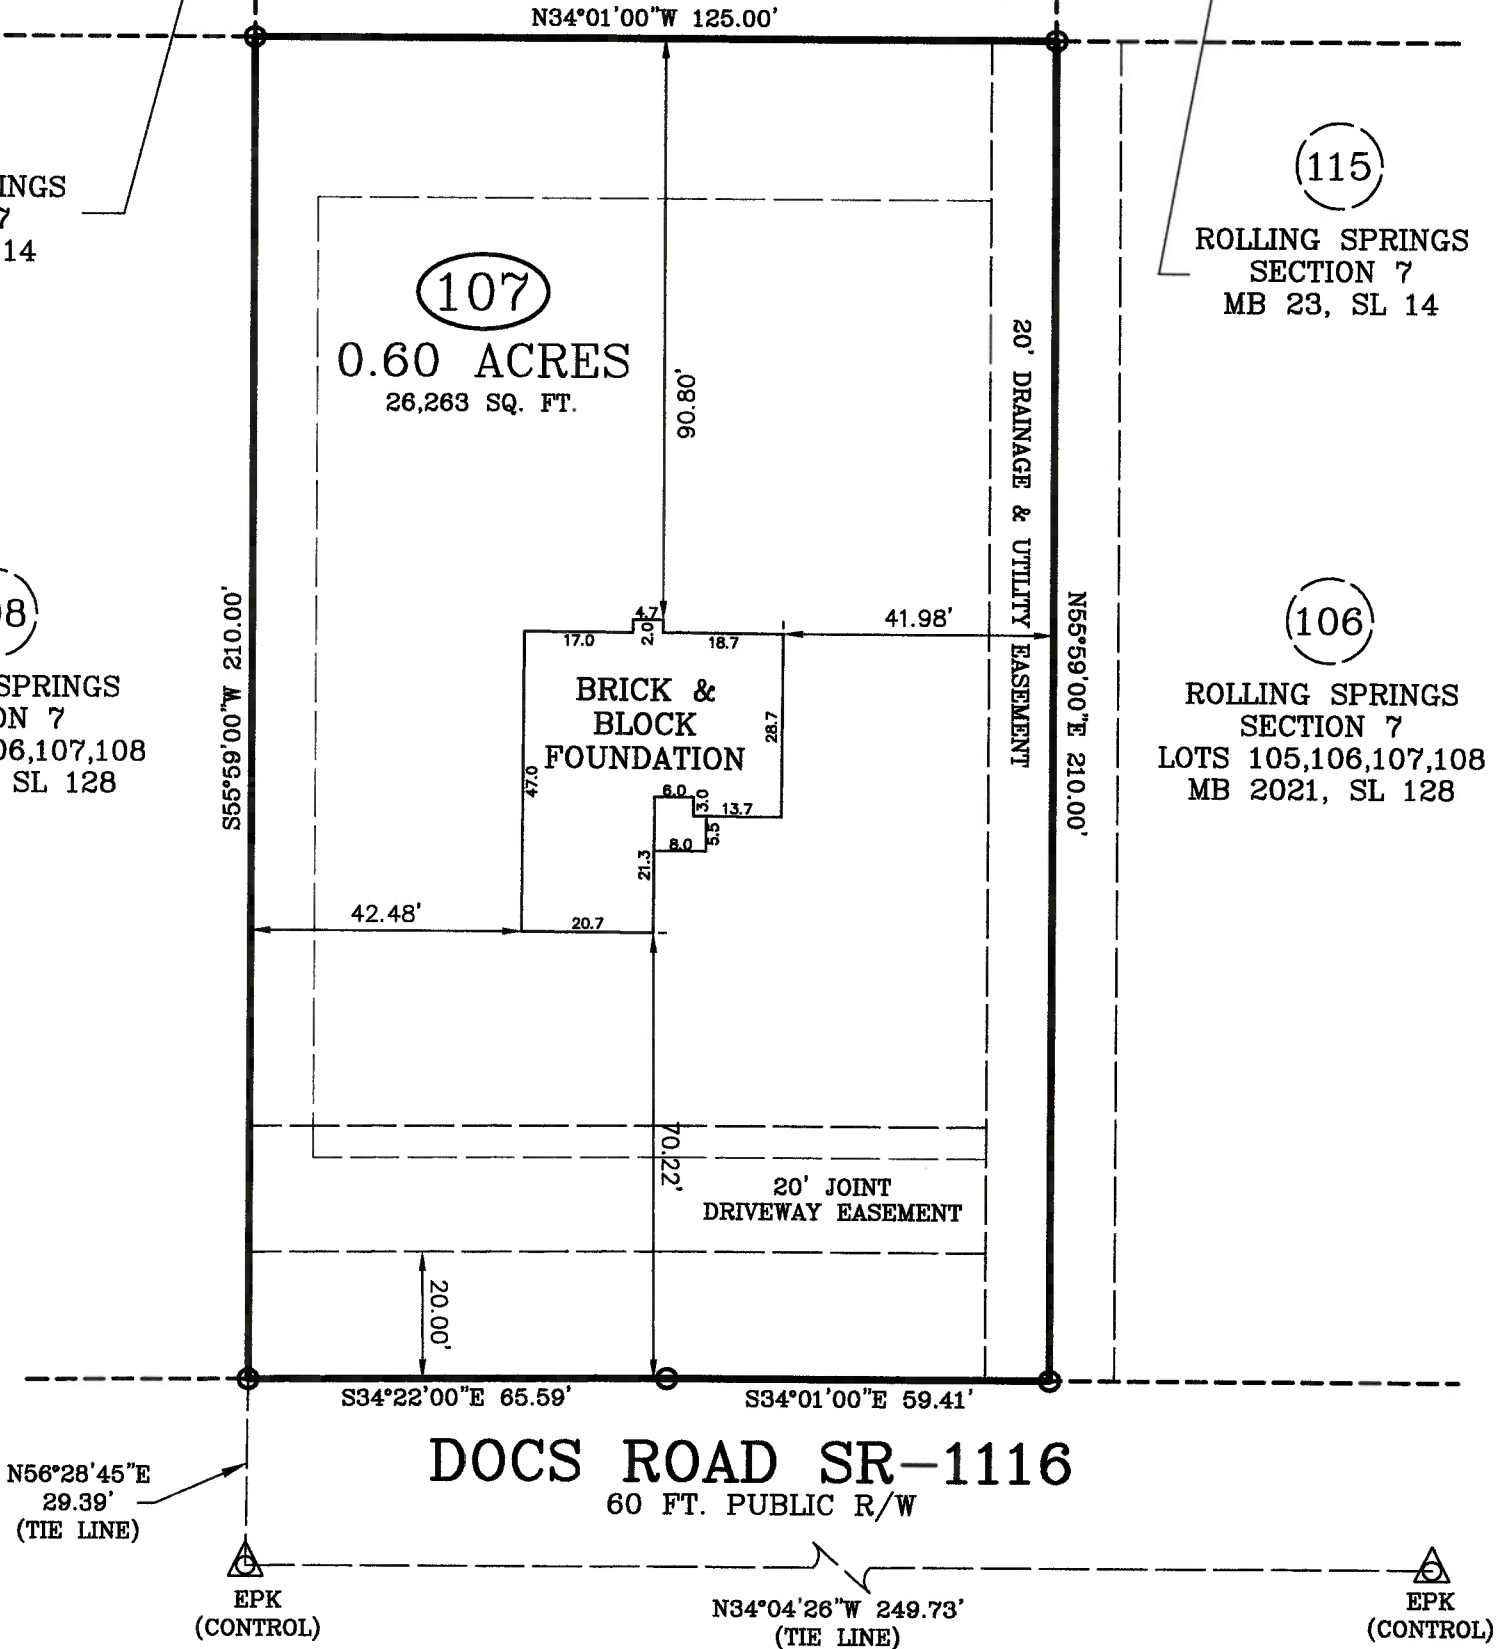 N34°01'00"W 125.00'
INGS
7
14
115
ROLLING SPRINGS
SECTION 7
MB 23, SL 14
107
0.60 ACRES
26,263 SQ. FT.
90.80'
20' DRAINAGE & UTILITY EASEMENT
S55°59'00"W 210.00'
N55°59'00"E 210.00'
4.7
17.0
2.0
18.7
41.98'
BRICK &
BLOCK
FOUNDATION
28.7
47.0
6.0
3.0
13.7
5.5
8.0
21.3
20.7
42.48'
8
SPRINGS
ON 7
06,107,108
SL 128
106
ROLLING SPRINGS
SECTION 7
LOTS 105,106,107,108
MB 2021, SL 128
70.22'
20' JOINT
DRIVEWAY EASEMENT
20.00'
S34°22'00"E 65.59'
S34°01'00"E 59.41'
DOCS ROAD SR-1116
60 FT. PUBLIC R/W
N56°28'45"E
29.39'
(TIE LINE)
EPK
(CONTROL)
N34°04'26"W 249.73'
(TIE LINE)
EPK
(CONTROL)